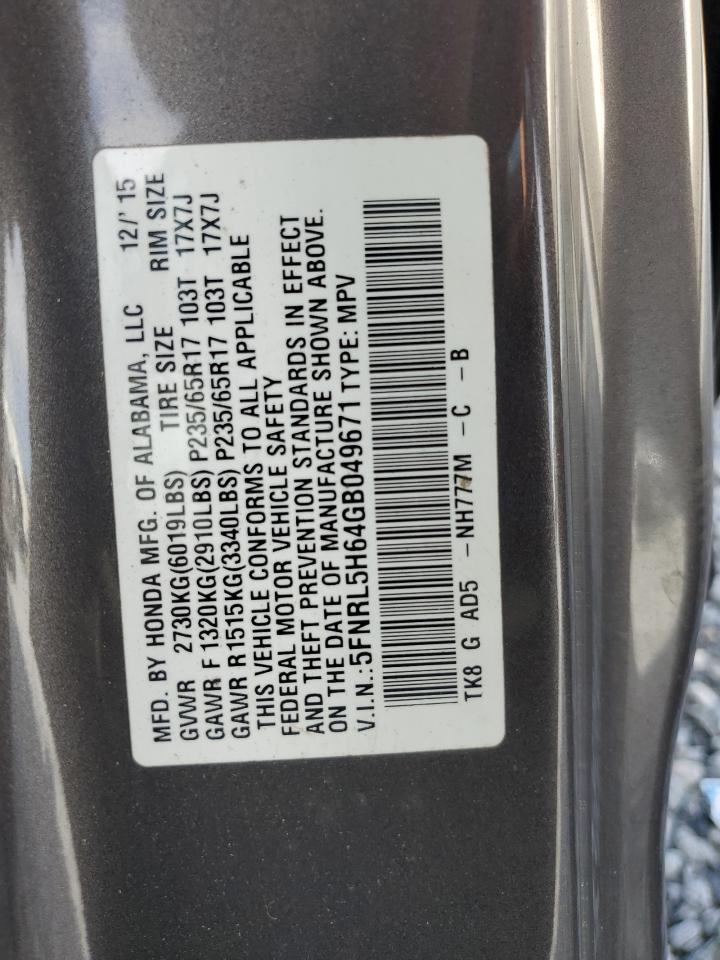 MFD. BY HONDA MFG. OF ALABAMA, LLC 12/' 15
GVWR 2730KG(6019LBS) TIRE SIZE RIM SIZE
GAWR F 1320KG(2910LBS) P235/65R17 103T 17X7J
GAWR R 1515KG(3340LBS) P235/65R17 103T 17X7J
THIS VEHICLE CONFORMS TO ALL APPLICABLE
FEDERAL MOTOR VEHICLE SAFETY
AND THEFT PREVENTION STANDARDS IN EFFECT
ON THE DATE OF MANUFACTURE SHOWN ABOVE.
V.I.N.:5FNRL5H64GB049671 TYPE: MPV
TK8 G AD5 -NH777M -C -B